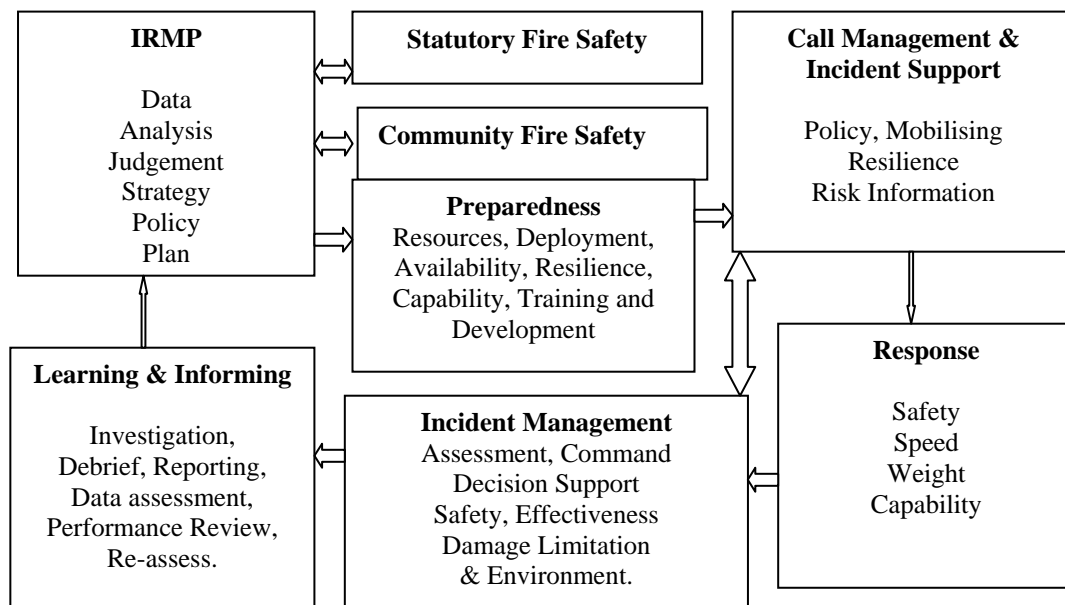 IRMP
Data
Analysis
Judgement
Strategy
Policy
Plan
Statutory Fire Safety
Community Fire Safety
Preparedness
Resources, Deployment,
Availability, Resilience,
Capability, Training and
Development
Call Management &
Incident Support
Policy, Mobilising
Resilience
Risk Information
Response
Safety
Speed
Weight
Capability
Incident Management
Assessment, Command
Decision Support
Safety, Effectiveness
Damage Limitation
& Environment.
Learning & Informing
Investigation,
Debrief, Reporting,
Data assessment,
Performance Review,
Re-assess.